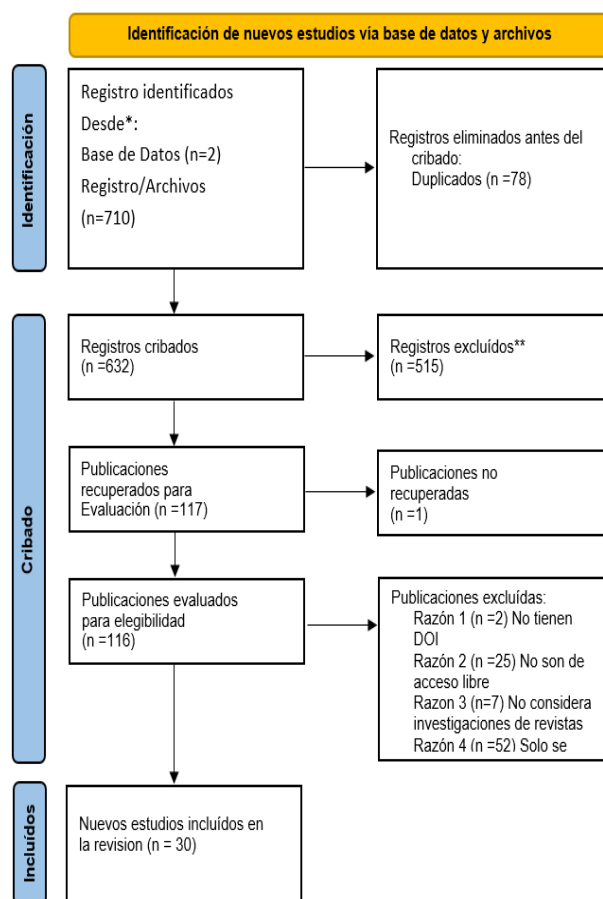 Identificación de nuevos estudios vía base de datos y archivos
Identificación
Registro identificados
Desde*:
Base de Datos (n=2)
Registro/Archivos
(n=710)
Registros eliminados antes del
cribado:
Duplicados (n =78)
Cribado
Registros cribados
(n =632)
Registros excluídos**
(n =515)
Publicaciones
recuperados para
Evaluación (n =117)
Publicaciones no
recuperadas
(n =1)
Publicaciones evaluados
para elegibilidad
(n =116)
Publicaciones excluídas:
Razón 1 (n =2) No tienen
DOI
Razón 2 (n =25) No son de
acceso libre
Razon 3 (n=7) No considera
investigaciones de revistas
Razón 4 (n =52) Solo se
Incluídos
Nuevos estudios incluídos en
la revision (n = 30)